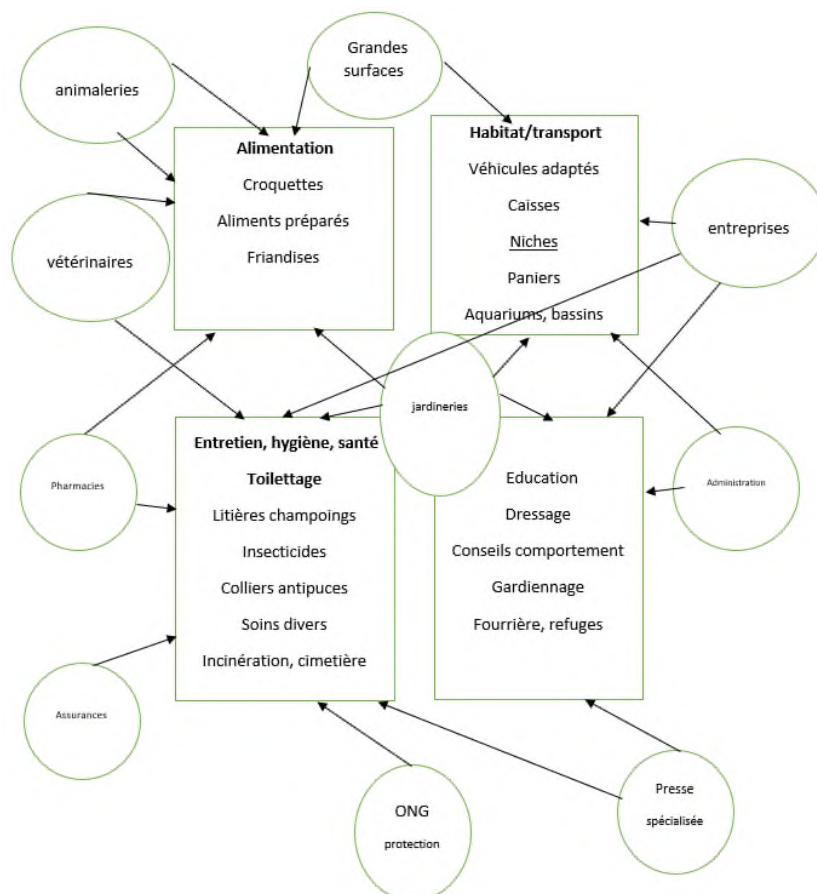 Grandes
surfaces
animaleries
Alimentation
Croquettes
Aliments préparés
Friandises
Habitat/transport
Véhicules adaptés
Caïsses
Niches
Paniers
Aquariums, bassins
entreprises
vétérinaires
jardineries
Pharmacies
Entretien, hygiène, santé
Toilettage
Litières champoings
Insecticides
Colliers antipuces
Soins divers
Incinération, cimetière
Education
Dressage
Conseils comportement
Gardiennage
Fourrière, refuges
Administration
Assurances
ONG
protection
Presse
spécialisée